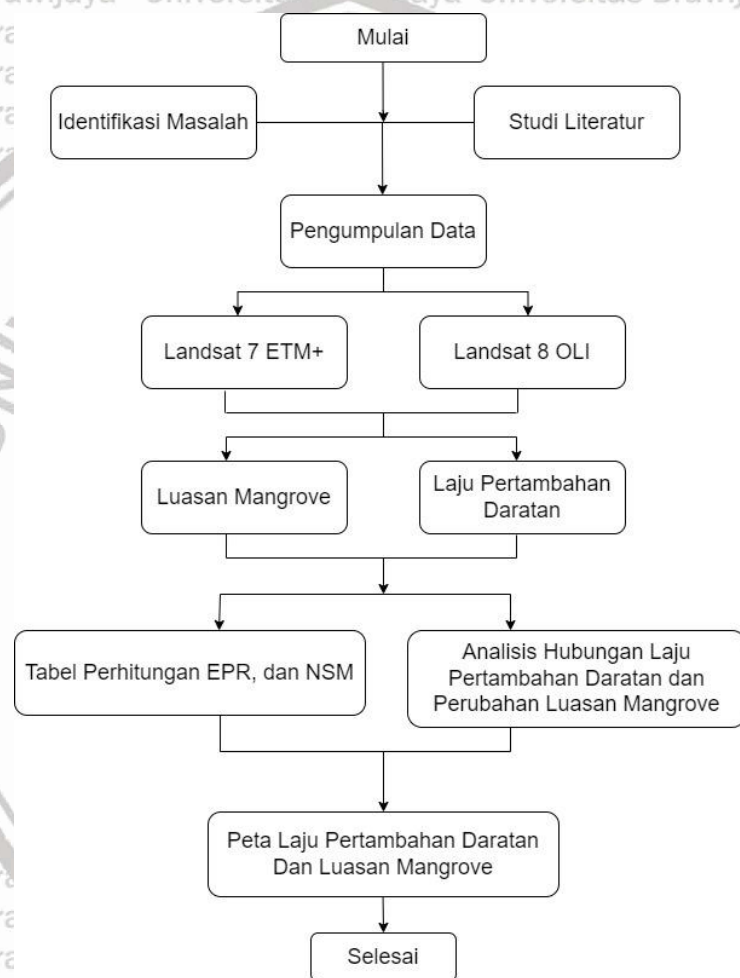 Mulai
Identifikasi Masalah
Studi Literatur
Pengumpulan Data
Landsat 7 ETM+
Landsat 8 OLI
Luasan Mangrove
Laju Pertambahan
Daratan
Tabel Perhitungan EPR, dan NSM
Analisis Hubungan Laju
Pertambahan Daratan dan
Perubahan Luasan Mangrove
Peta Laju Pertambahan Daratan
Dan Luasan Mangrove
Selesai